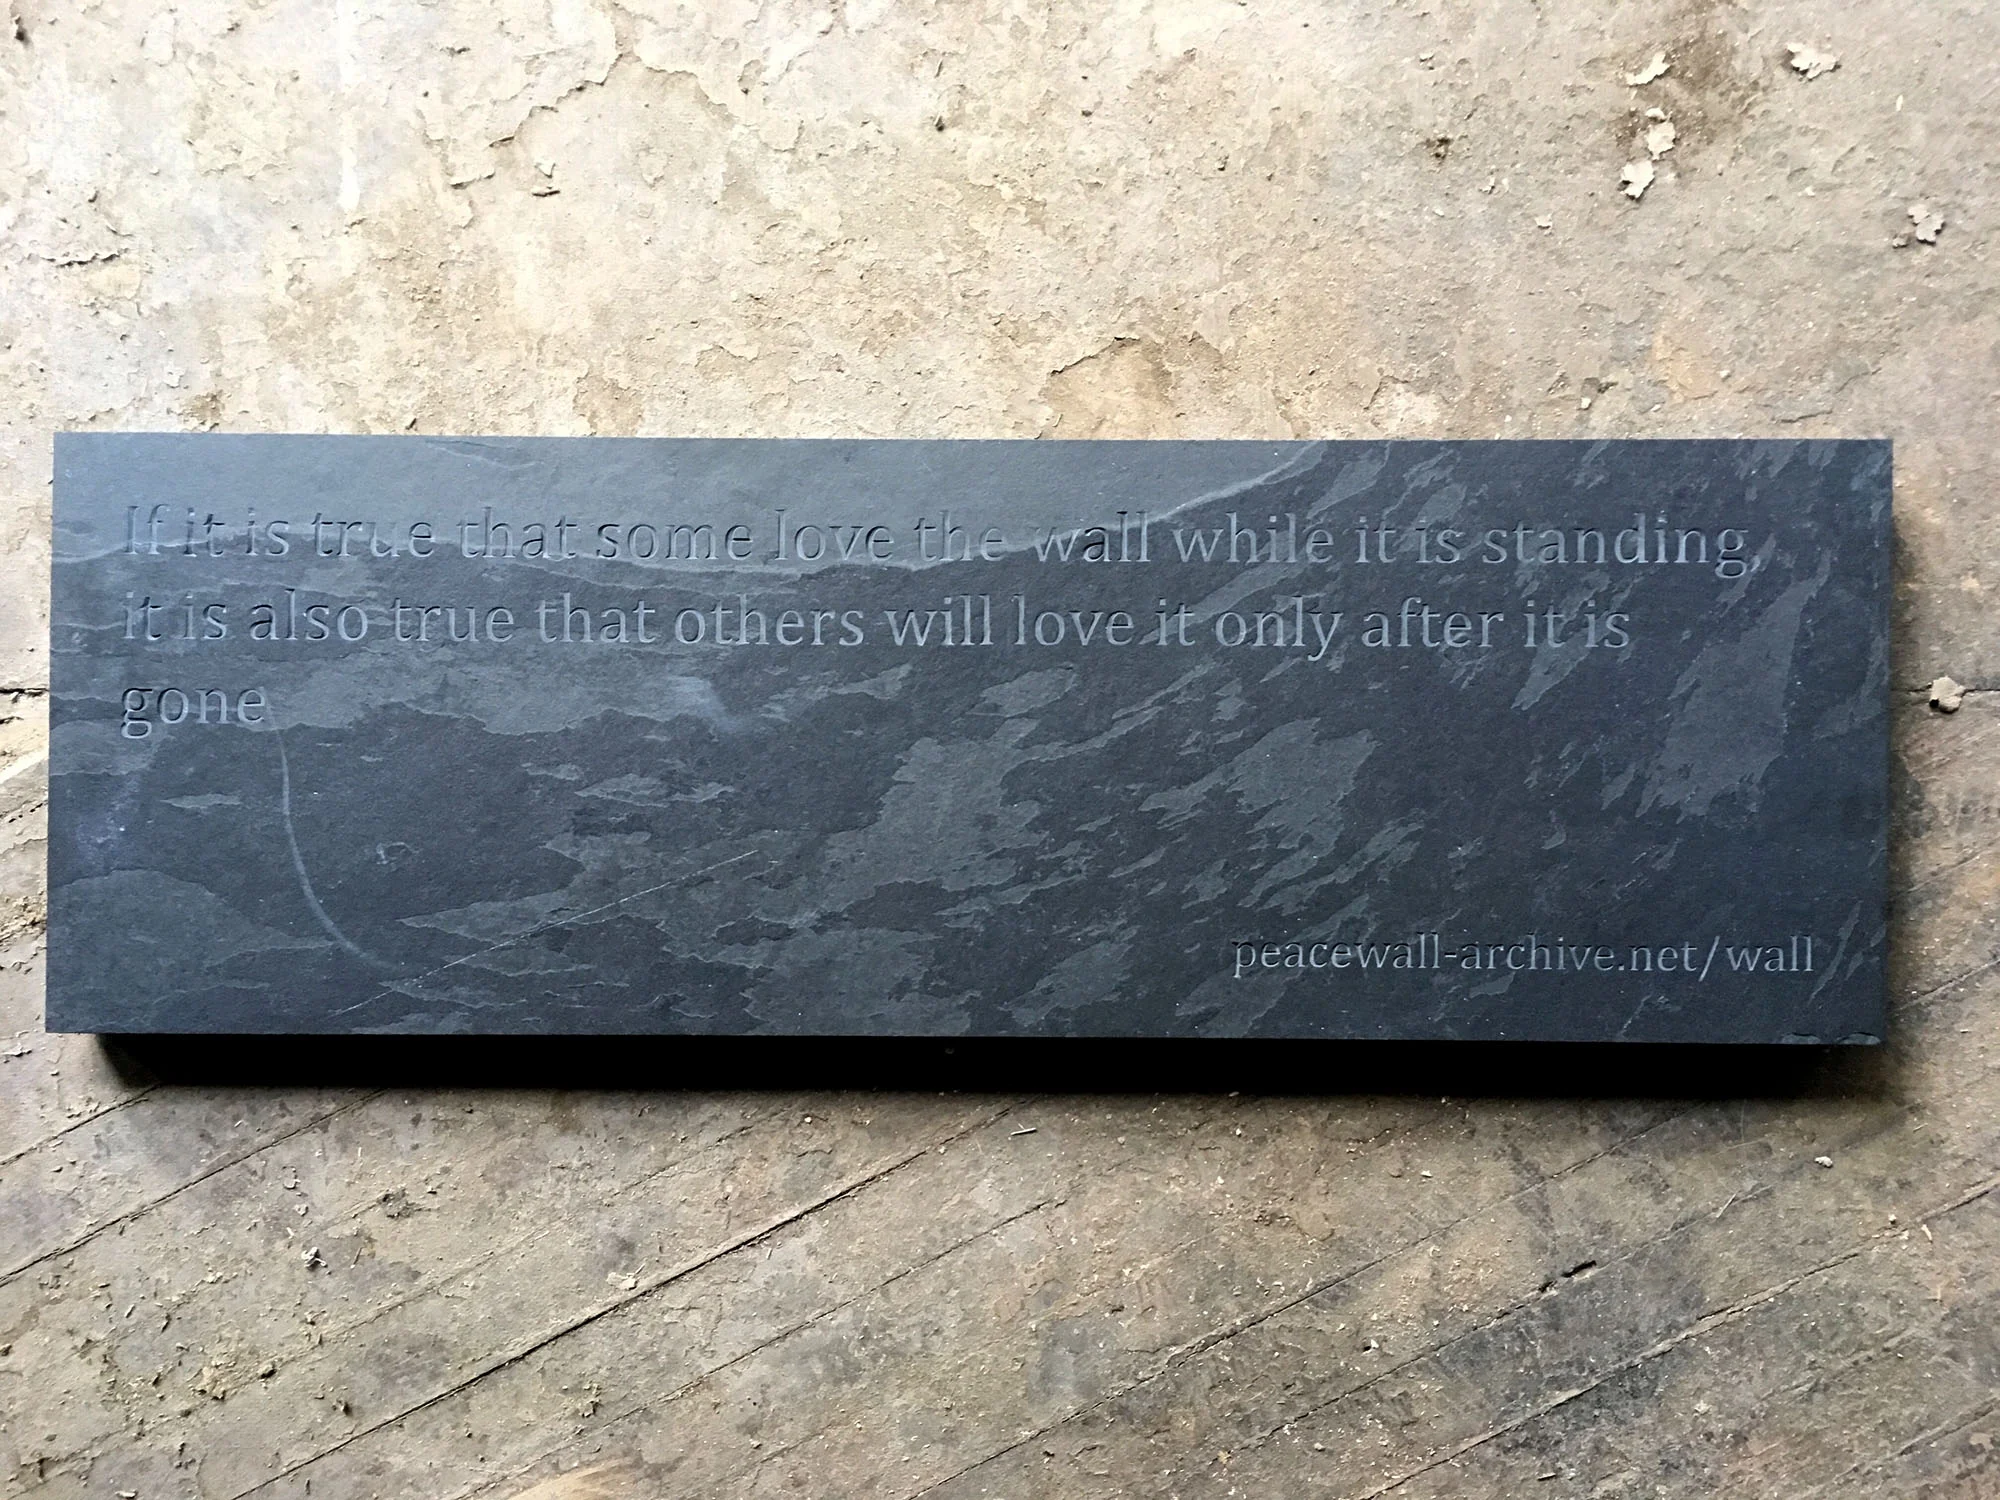 If it is true that some love the wall while it is standing,
it is also true that others will love it only after it is
gone
peacewall-archive.net/wall